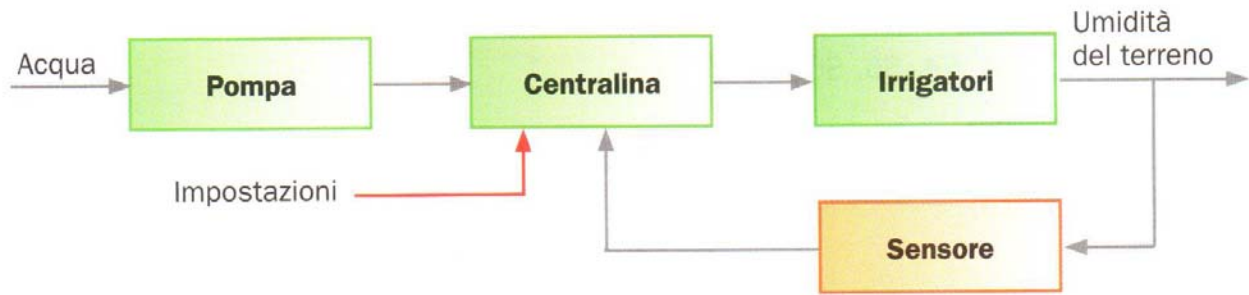 Acqua
Pompa
Centralina
Irrigatori
Umidità
del terreno
Impostazioni
Sensore